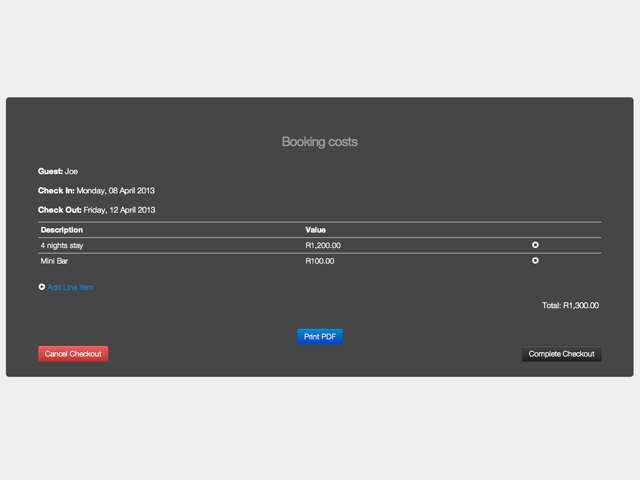 Booking costs
Guest: Joe
Check In: Monday, 08 April 2013
Check Out: Friday, 12 April 2013
Description Value
4 nights stay R1,200.00
Mini Bar R100.00
Add Line Item
Total: R1,300.00
Print PDF
Cancel Checkout Complete Checkout